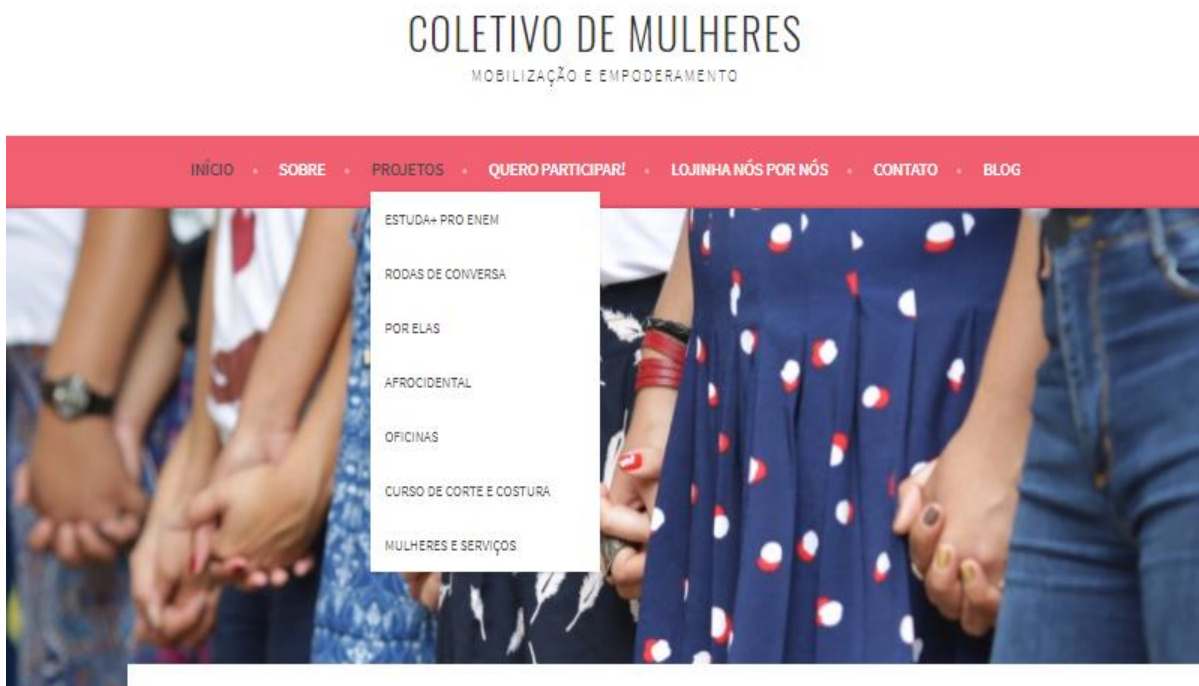 COLETIVO DE MULHERES
MOBILIZAÇÃO E EMPODERAMENTO
INÍCIO SOBRE PROJETOS QUERO PARTICIPAR! LOJINHA NÓS POR NÓS CONTATO BLOG
ESTUDA+ PRO ENEM
RODAS DE CONVERSA
POR ELAS
AFROCIDENTAL
OFICINAS
CURSO DE CORTE E COSTURA
MULHERES E SERVIÇOS